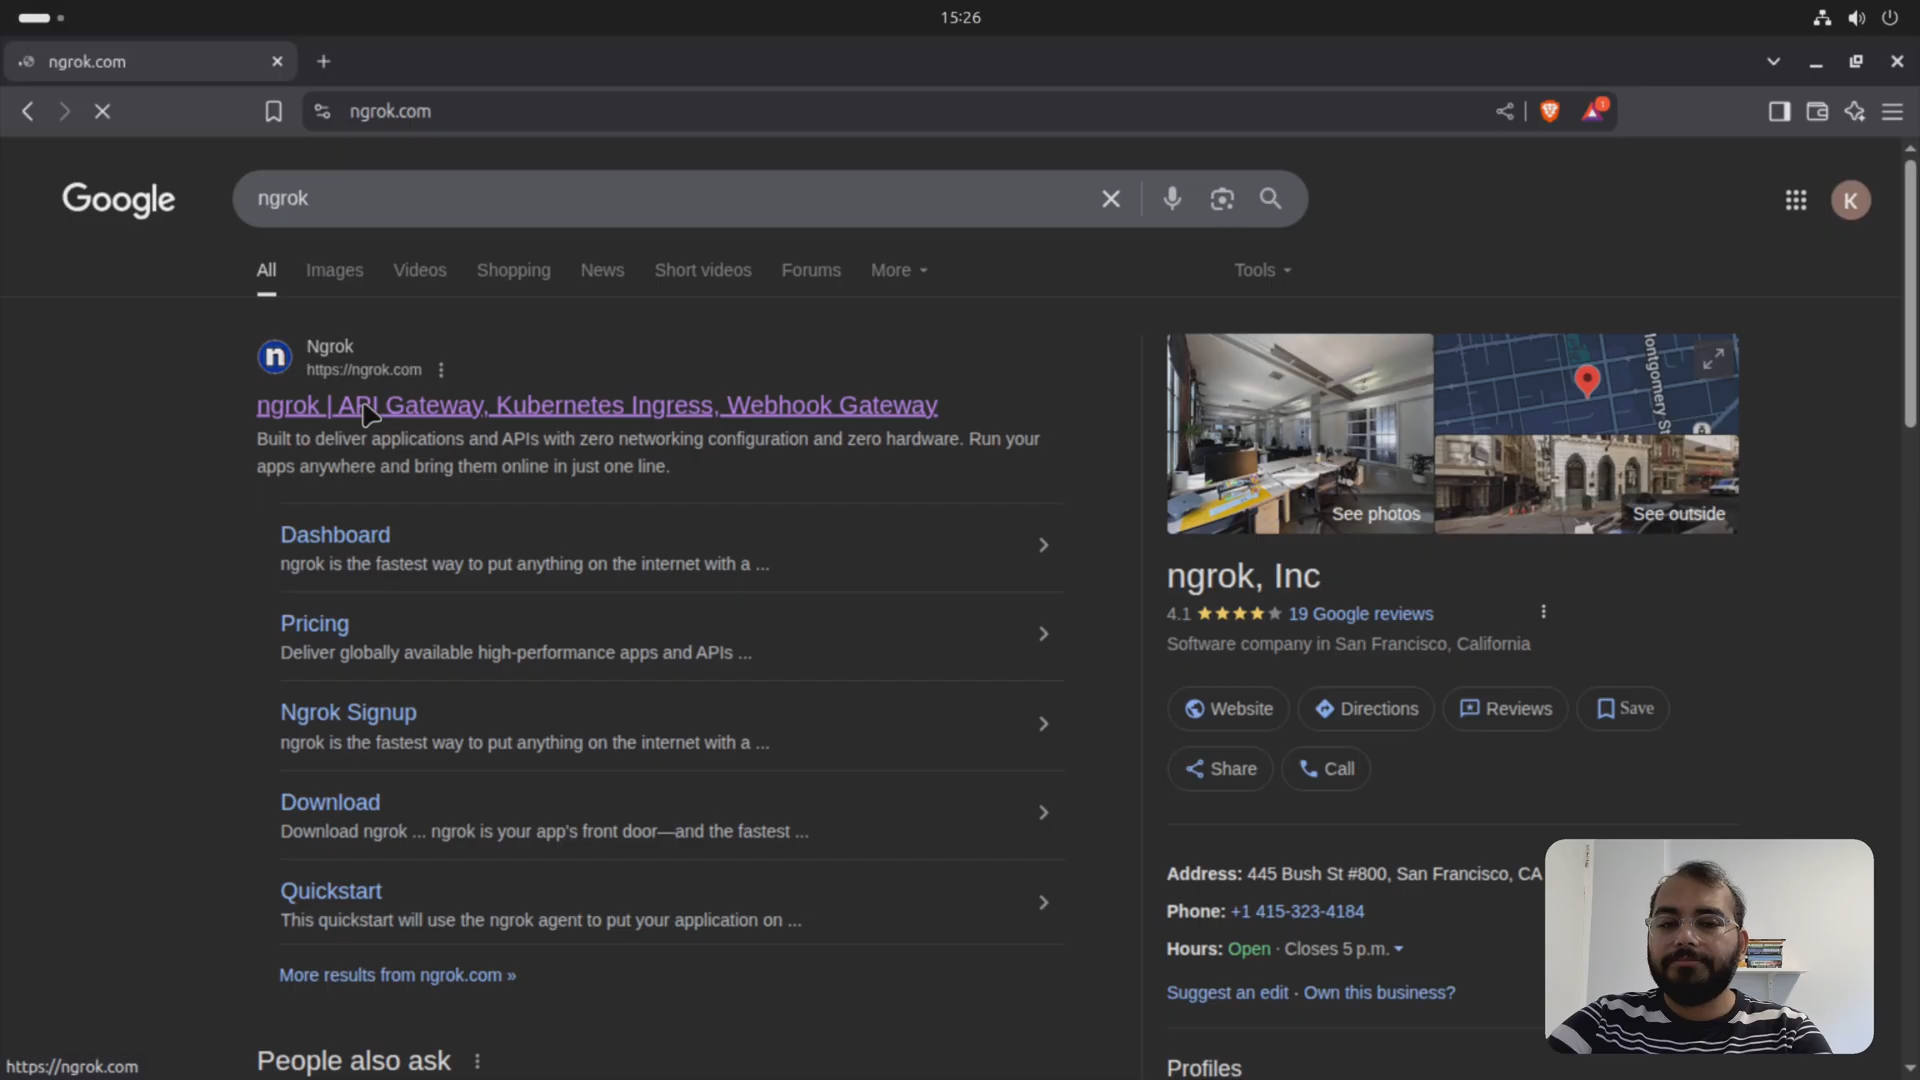 15:26
ngrok.com
ngrok.com
1
Google
ngrok
K
All
Images
Videos
Shopping
News
Short videos
Forums
More
Tools
n
Ngrok
https://ngrok.com
ngrok | API Gateway, Kubernetes Ingress, Webhook Gateway
Built to deliver applications and APIs with zero networking configuration and zero hardware. Run your
apps anywhere and bring them online in just one line.
Dashboard
ngrok is the fastest way to put anything on the internet with a ...
Pricing
Deliver globally available high-performance apps and APIs ...
Ngrok Signup
ngrok is the fastest way to put anything on the internet with a ...
Download
Download ngrok ... ngrok is your app's front door—and the fastest ...
Quickstart
This quickstart will use the ngrok agent to put your application on ...
More results from ngrok.com »
People also ask
https://ngrok.com
See photos
See outside
ngrok, Inc
4.1
19 Google reviews
Software company in San Francisco, California
Website
Directions
Reviews
Save
Share
Call
Address: 445 Bush St #800, San Francisco, CA
Phone: +1 415-323-4184
Hours: Open · Closes 5 p.m.
Suggest an edit · Own this business?
Profiles